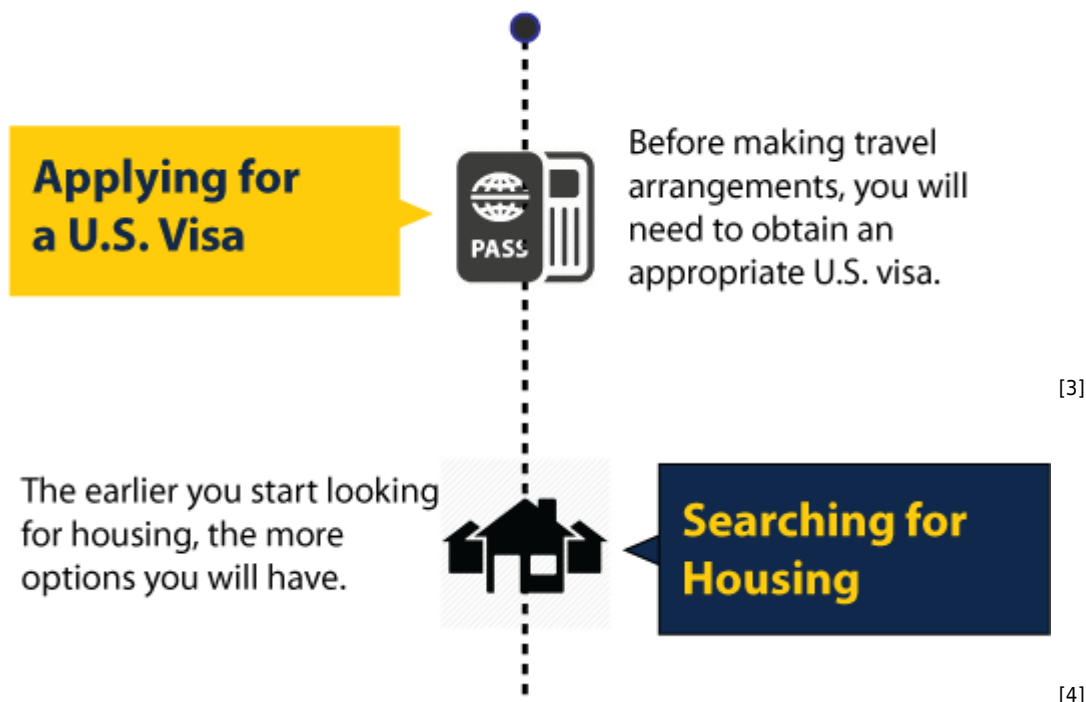 Applying for
a U.S. Visa
PASS
Before making travel
arrangements, you will
need to obtain an
appropriate U.S. visa.
[3]
The earlier you start looking
for housing, the more
options you will have.
Searching for
Housing
[4]